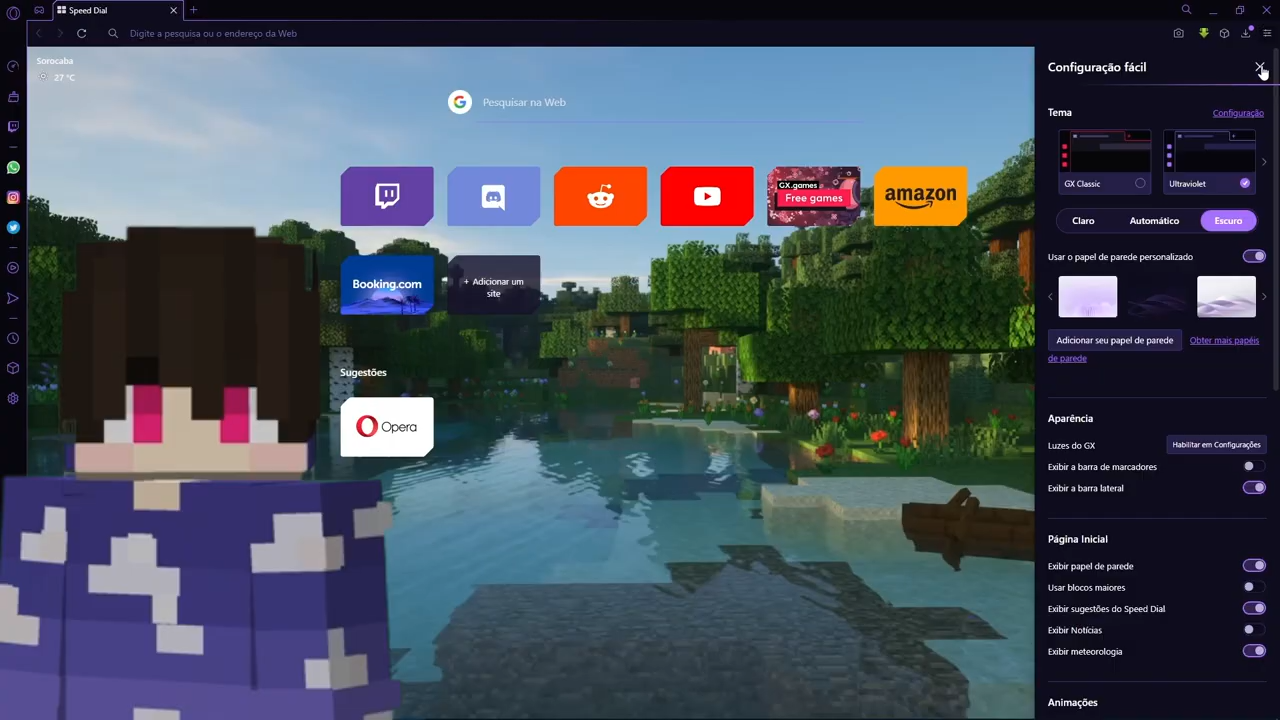 Speed Dial
Digite a pesquisa ou o endereço da Web
Sorocaba
27 °C
Pesquisar na Web
GX.games
Free games
amazon
Booking.com
+ Adicionar um
site
Sugestões
Opera
Configuração fácil
Tema
Configuração
GX Classic
Ultraviolet
Claro
Automático
Escuro
Usar o papel de parede personalizado
Adicionar seu papel de parede
Obter mais papéis
de parede
Aparência
Luzes do GX
Habilitar em Configurações
Exibir a barra de marcadores
Exibir a barra lateral
Página Inicial
Exibir papel de parede
Usar blocos maiores
Exibir sugestões do Speed Dial
Exibir Notícias
Exibir meteorologia
Animações